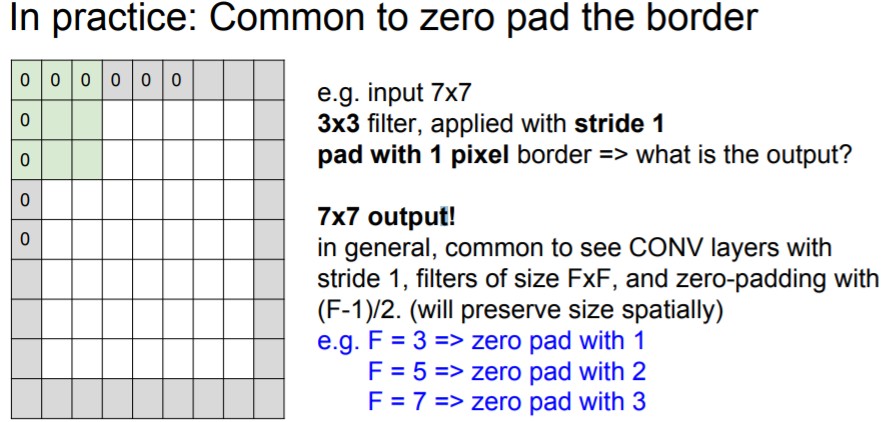 In practice: Common to zero pad the border
0 0 0 0 0 0
0
0
0
0
e.g. input 7x7
3x3 filter, applied with stride 1
pad with 1 pixel border => what is the output?
7x7 output!
in general, common to see CONV layers with
stride 1, filters of size FxF, and zero-padding with
(F-1)/2. (will preserve size spatially)
e.g. F = 3 => zero pad with 1
F = 5 => zero pad with 2
F = 7 => zero pad with 3